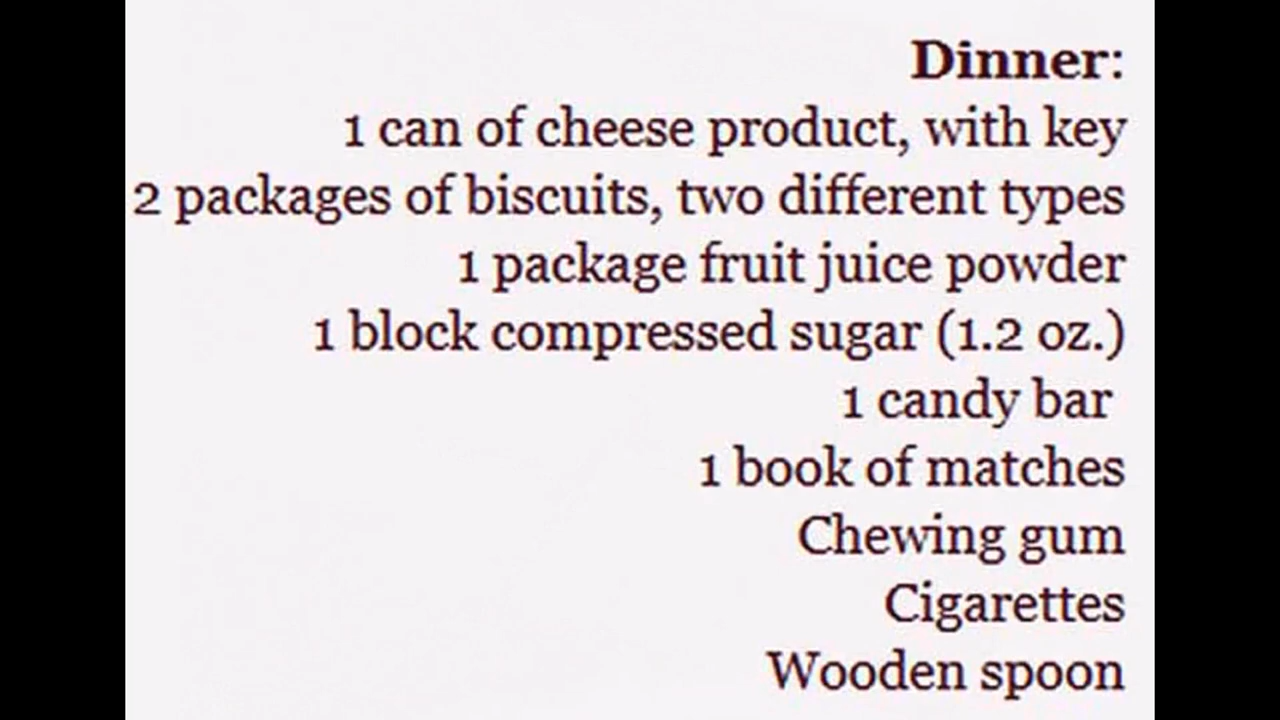 Dinner:
1 can of cheese product, with key
2 packages of biscuits, two different types
1 package fruit juice powder
1 block compressed sugar (1.2 oz.)
1 candy bar
1 book of matches
Chewing gum
Cigarettes
Wooden spoon